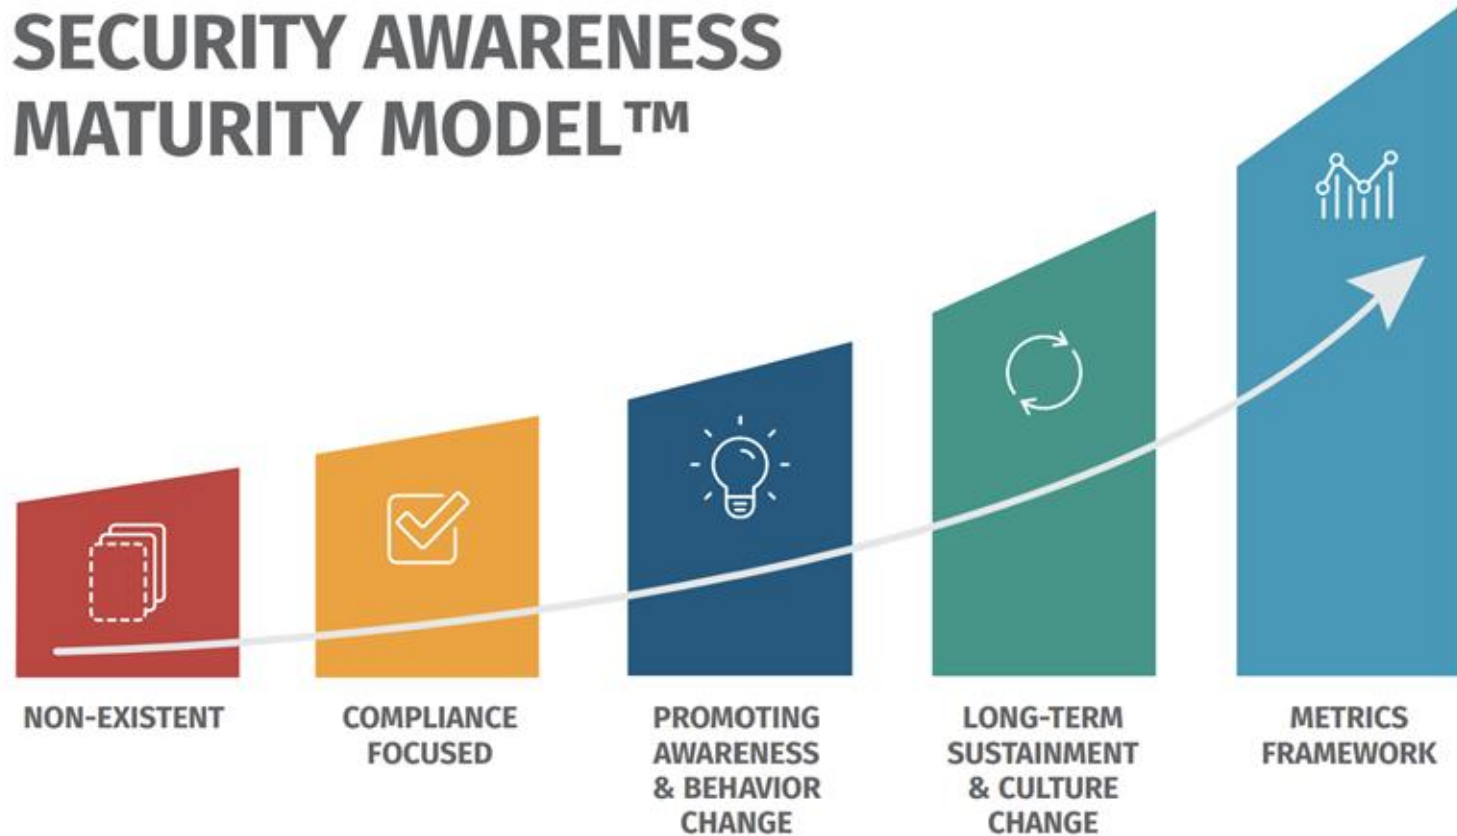 SECURITY AWARENESS
MATURITY MODEL™
NON-EXISTENT
COMPLIANCE
FOCUSED
PROMOTING
AWARENESS
& BEHAVIOR
CHANGE
LONG-TERM
SUSTAINMENT
& CULTURE
CHANGE
METRICS
FRAMEWORK